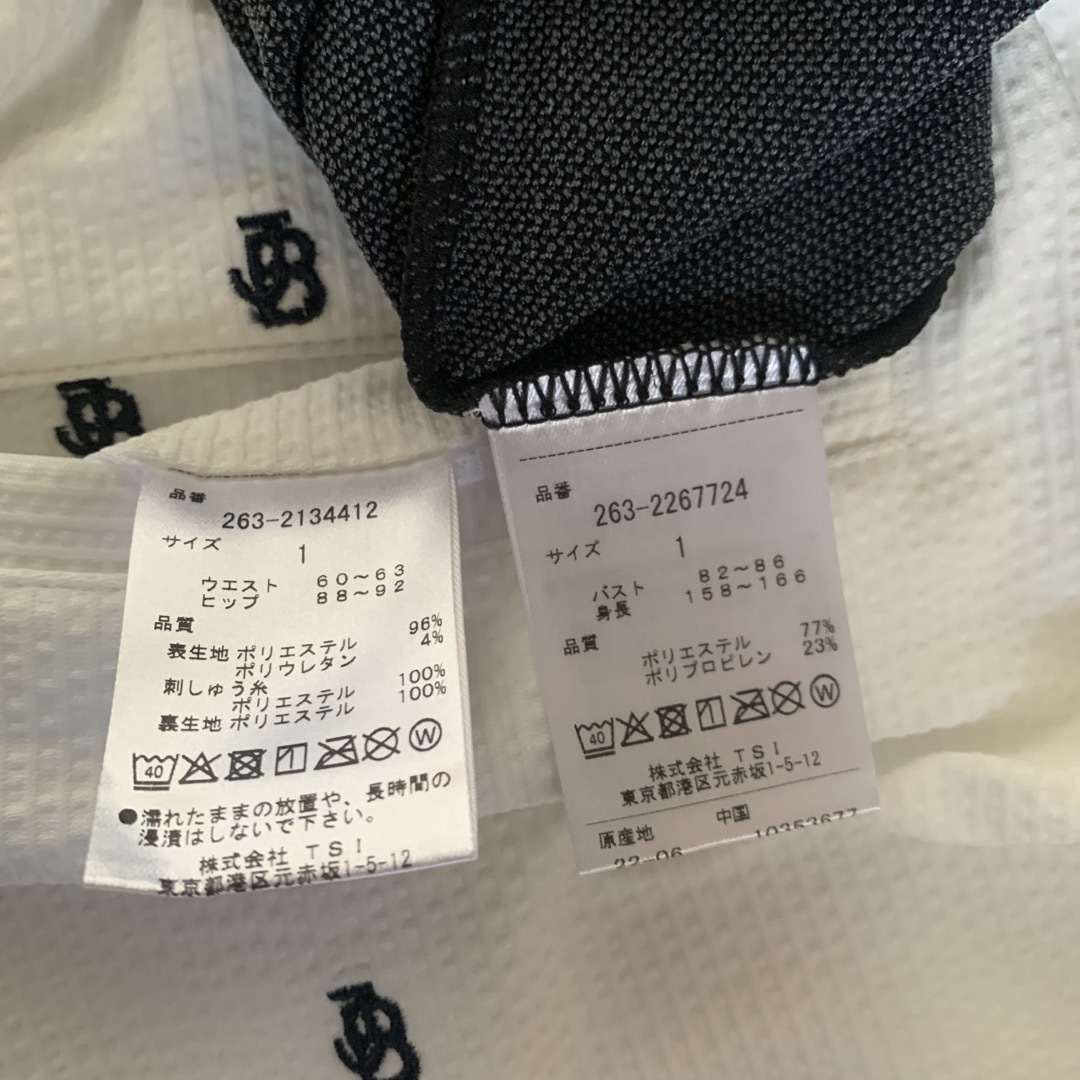 品番
263-2134412
サイズ 1
ウエスト 60～63
ヒップ 88～92
品質
表生地 ポリエステル 96%
ポリウレタン 4%
刺しゅう糸
ポリエステル 100%
裏生地 ポリエステル 100%
40 1 W
●濡れたままの放置や、長時間の
浸漬はしないで下さい。
株式会社 TSI
東京都港区元赤坂1-5-12
品番
263-2267724
サイズ 1
バスト 82～86
身長 158～166
品質
ポリエステル 77%
ポリプロピレン 23%
40 1 W
株式会社 TSI
東京都港区元赤坂1-5-12
原産地 中国
22-06 10353677